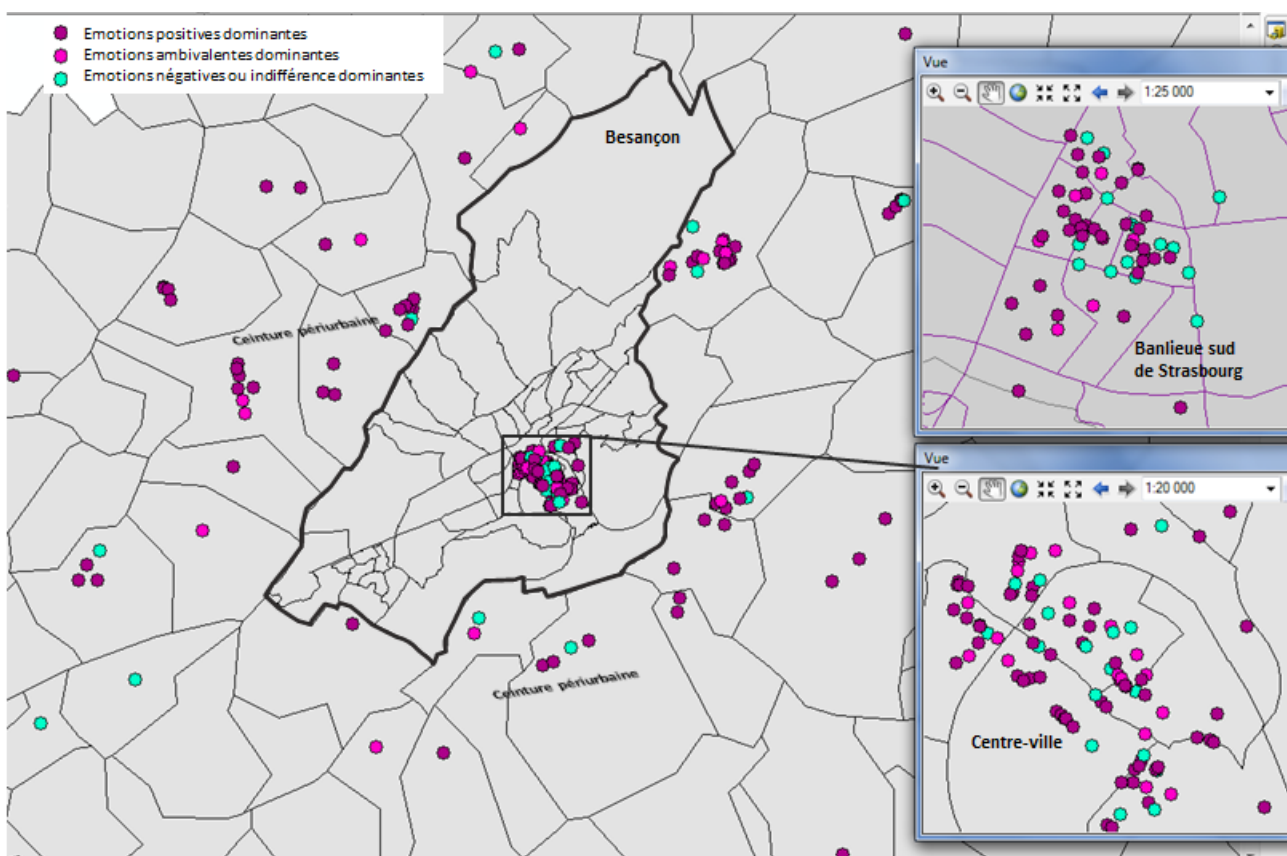 Emotions positives dominantes
Emotions ambivalentes dominantes
Emotions négatives ou indifférence dominantes
Besançon
Ceinture périurbaine
Ceinture périurbaine
Vue
1:25 000
Banlieue sud
de Strasbourg
Vue
1:20 000
Centre-ville